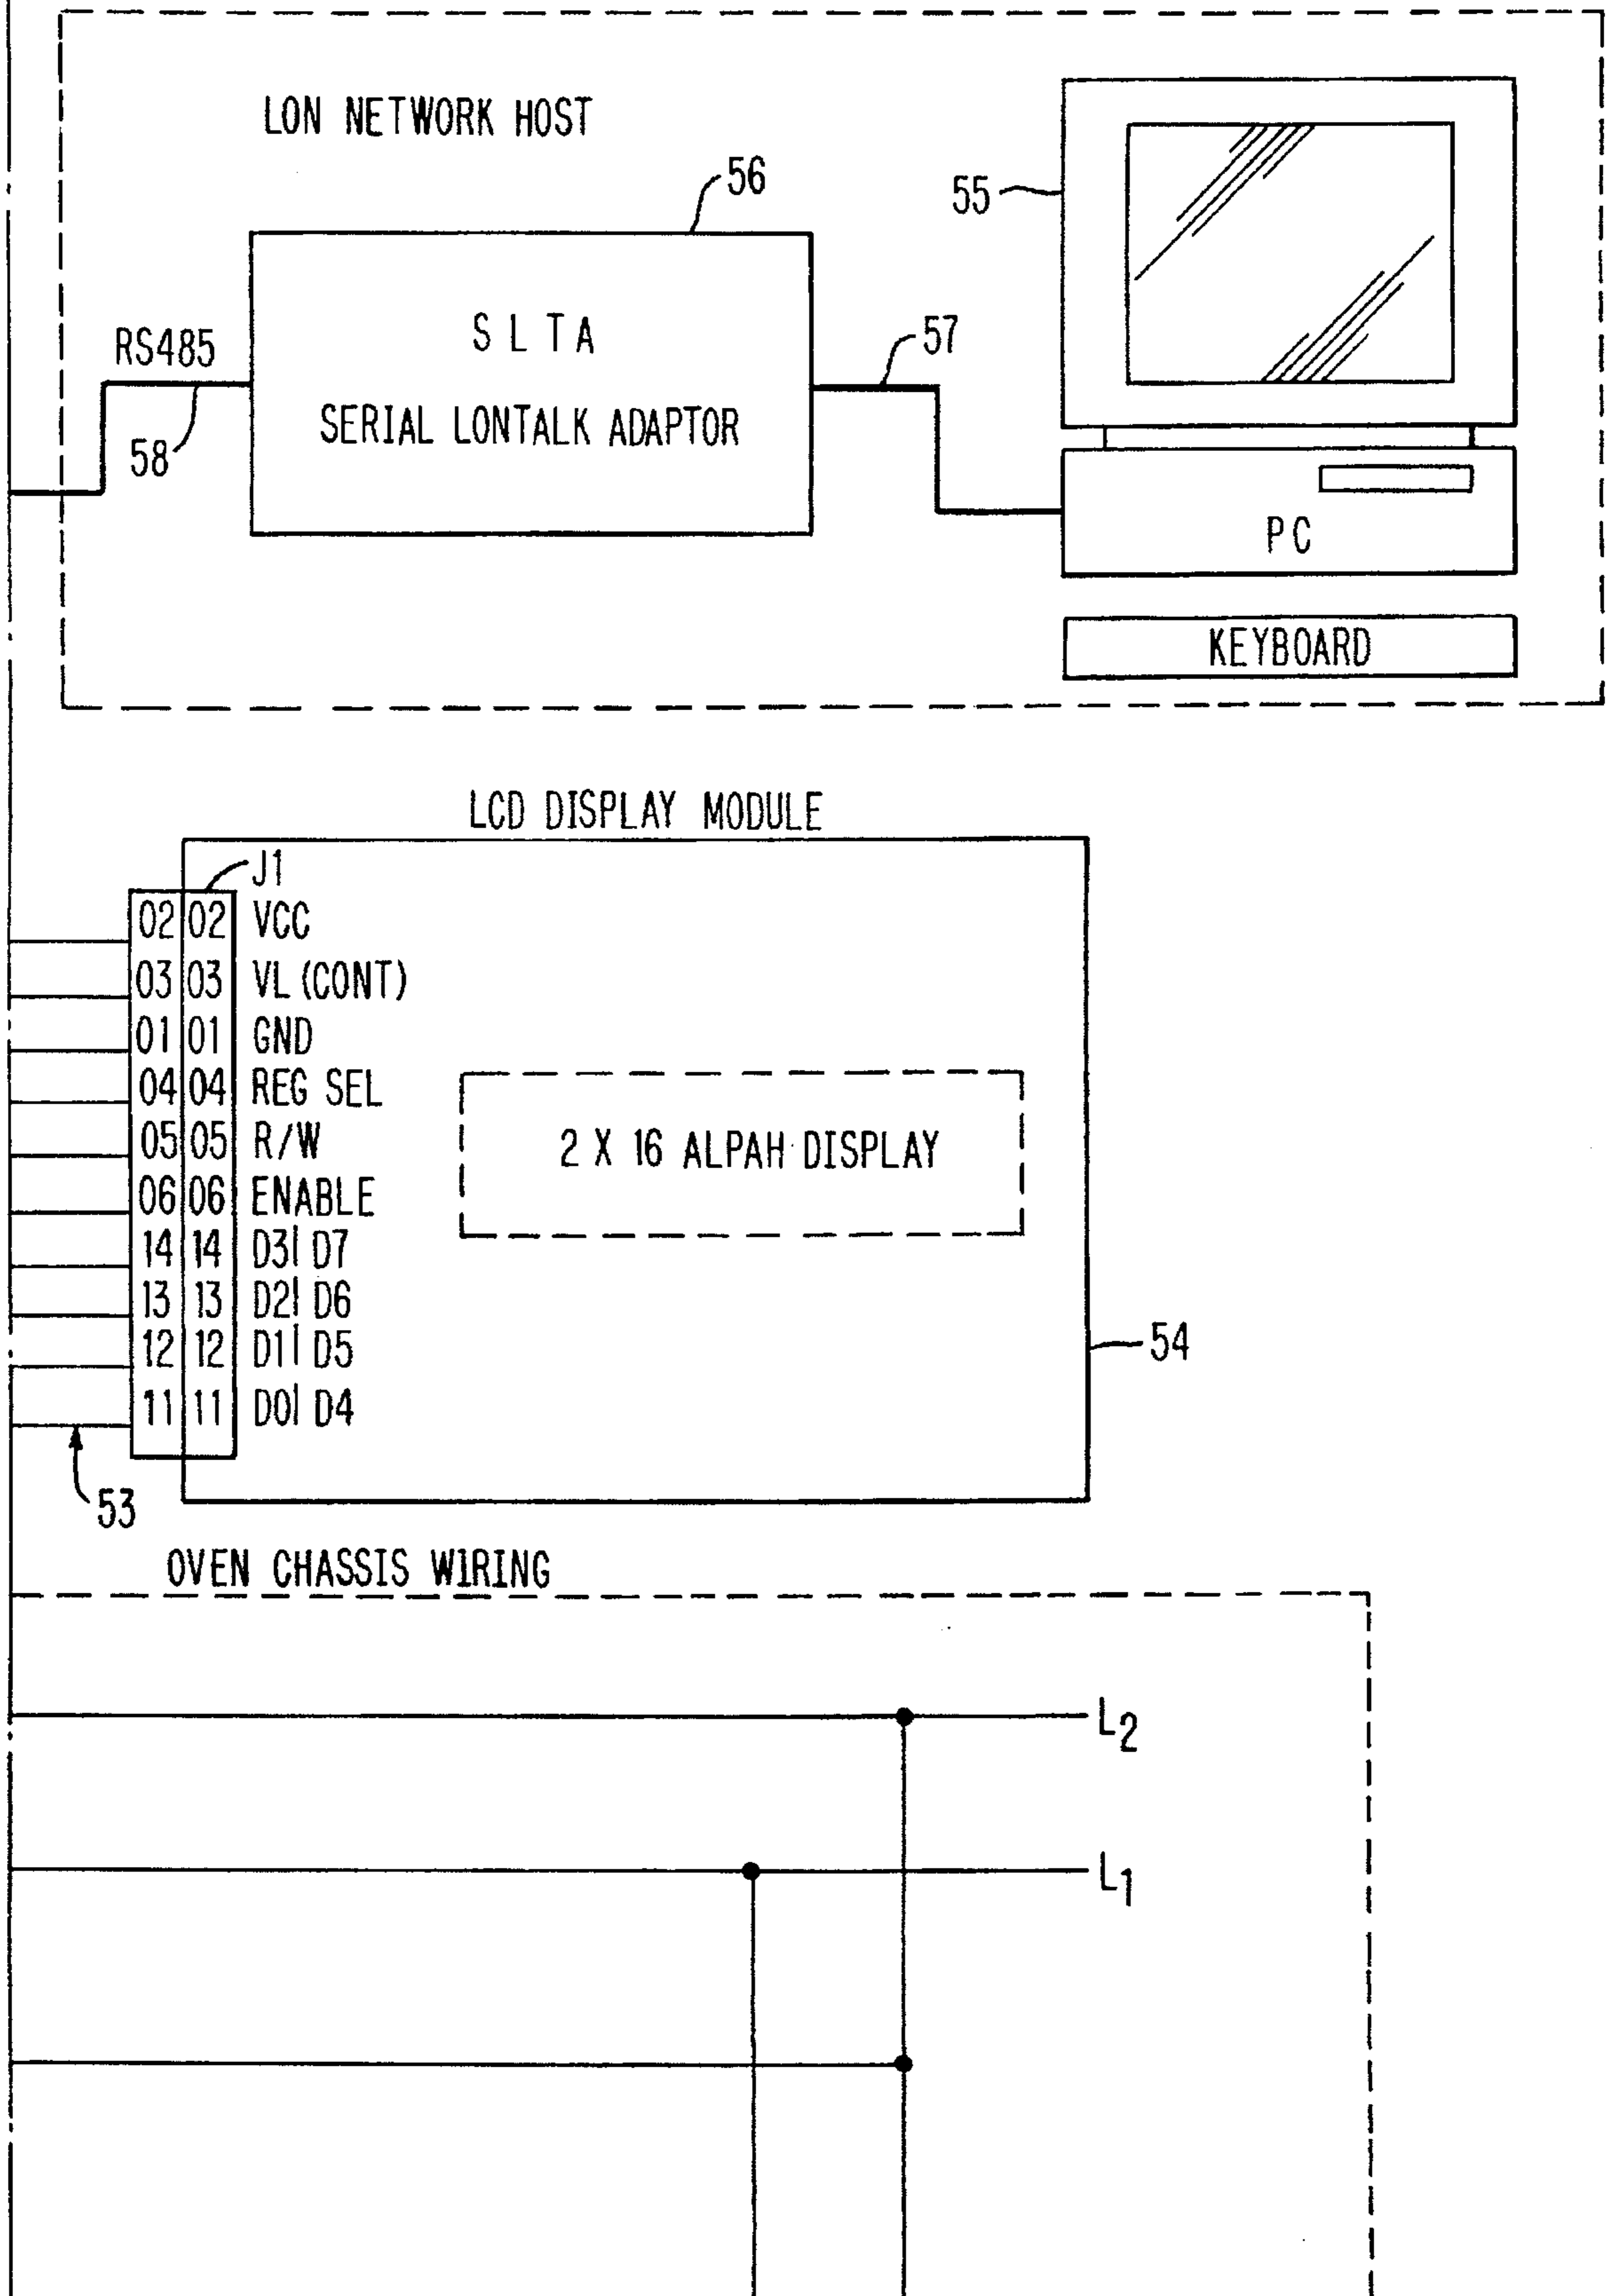 LON NETWORK HOST
56
55
RS485
58
S L T A
SERIAL LONTALK ADAPTOR
57
PC
KEYBOARD
LCD DISPLAY MODULE
J1
02 02 VCC
03 03 VL (CONT)
01 01 GND
04 04 REG SEL
05 05 R/W
06 06 ENABLE
14 14 D3| D7
13 13 D2| D6
12 12 D1| D5
11 11 D0| D4
2 X 16 ALPAH DISPLAY
54
53
OVEN CHASSIS WIRING
L2
L1